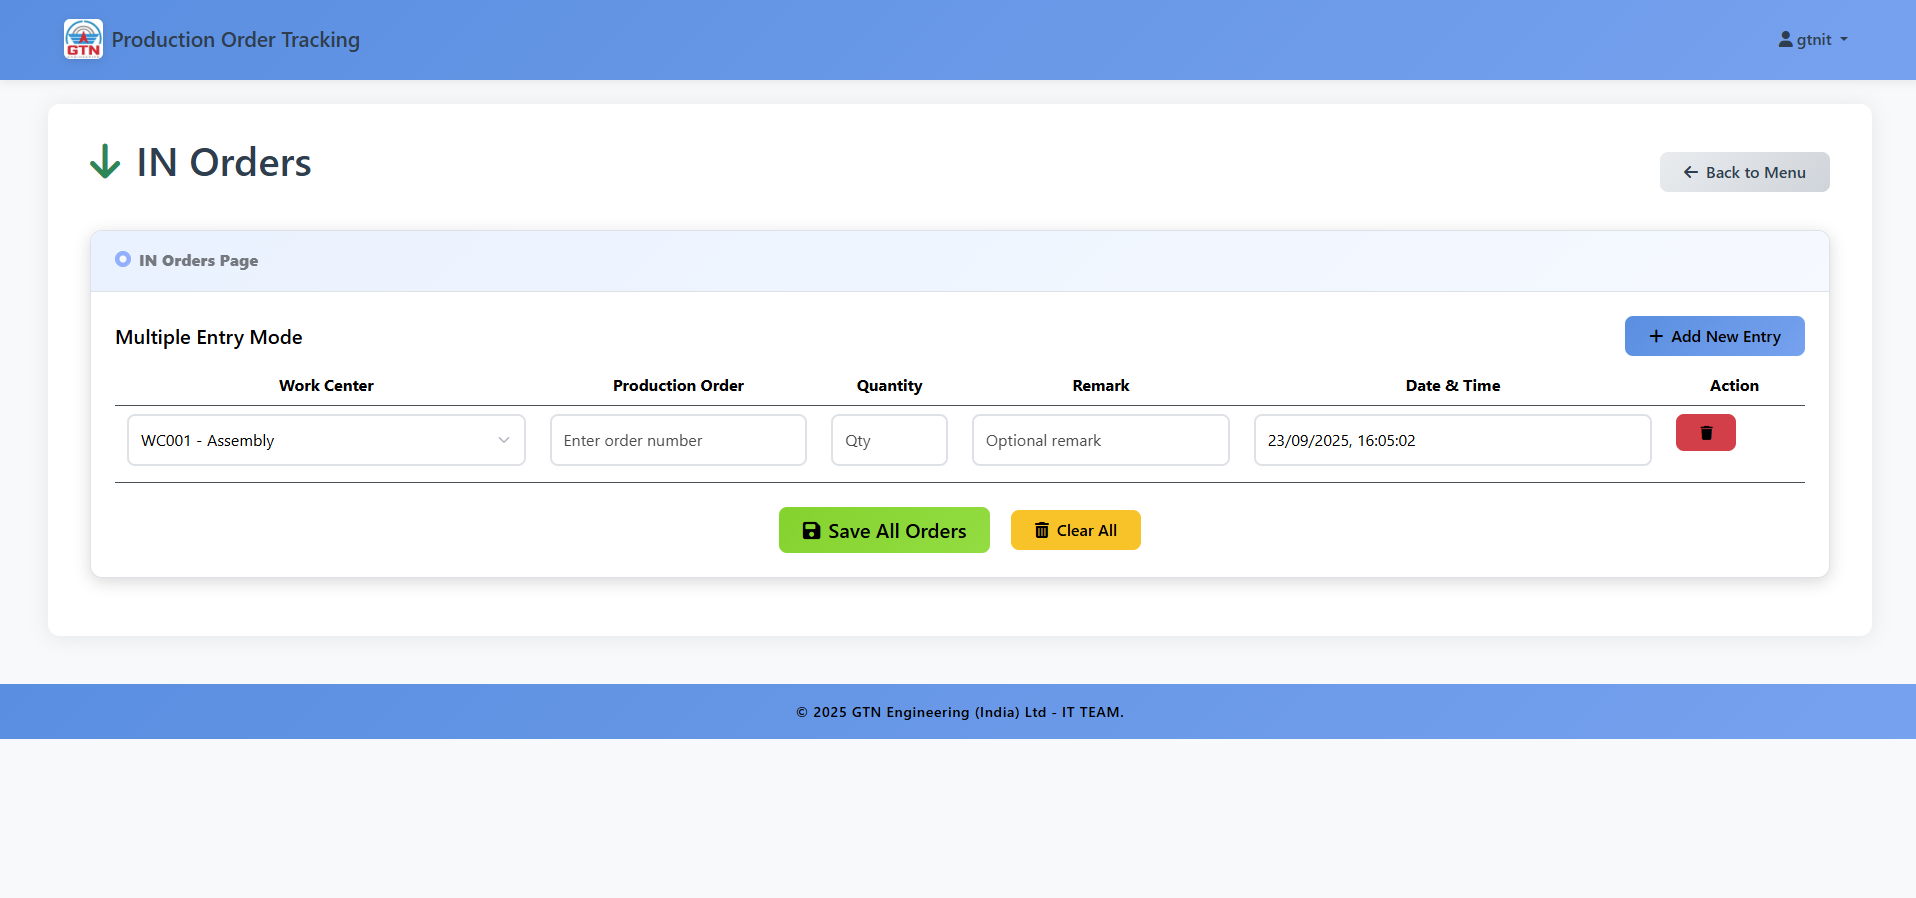 GTN
Production Order Tracking
gtnit
IN Orders
Back to Menu
IN Orders Page
Multiple Entry Mode
Add New Entry
Work Center Production Order Quantity Remark Date & Time Action
WC001 - Assembly Enter order number Qty Optional remark 23/09/2025, 16:05:02
Save All Orders Clear All
© 2025 GTN Engineering (India) Ltd - IT TEAM.